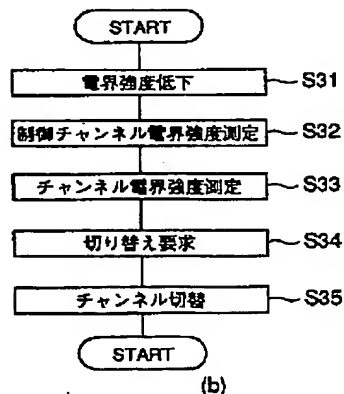 START
電界強度低下 S31
制御チャンネル電界強度測定 S32
チャンネル電界強度測定 S33
切り替え要求 S34
チャンネル切替 S35
START
(b)